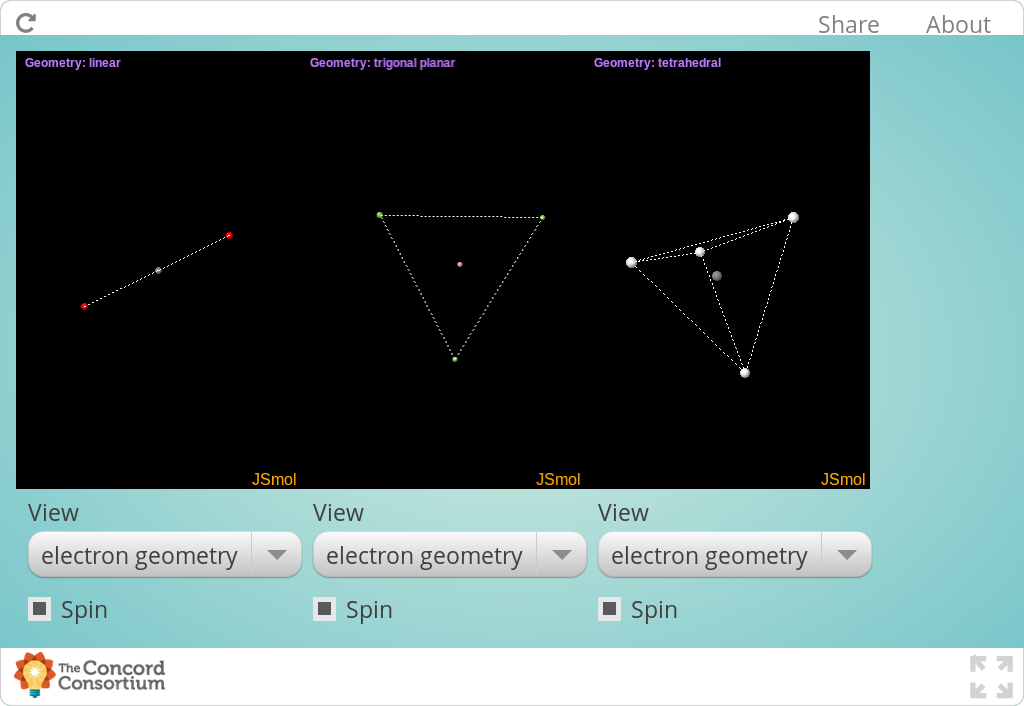 Share About
Geometry: linear Geometry: trigonal planar Geometry: tetrahedral
JSmol JSmol JSmol
View View View
electron geometry electron geometry electron geometry
Spin Spin Spin
The Concord
Consortium